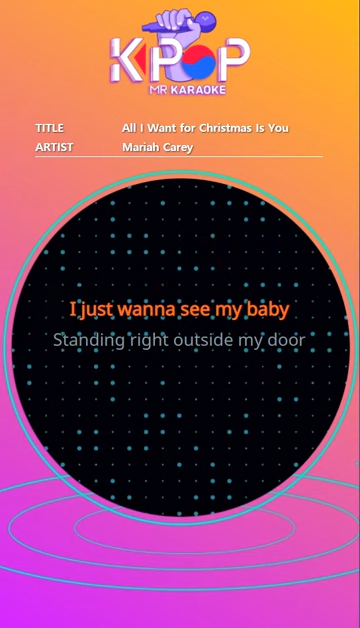 KPOP
MR KARAOKE
TITLE All I Want for Christmas Is You
ARTIST Mariah Carey
I just wanna see my baby
Standing right outside my door